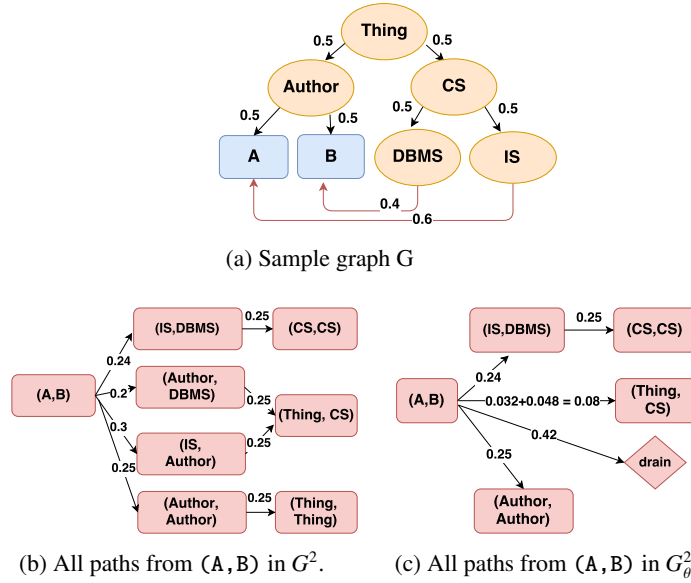 Thing
0.5
0.5
Author
CS
0.5
0.5
0.5
0.5
A
B
DBMS
IS
0.4
0.6
(a) Sample graph G
(IS,DBMS)
0.25
(CS,CS)
0.24
(A,B)
0.2
(Author,
DBMS)
0.25
(Thing, CS)
0.3
(IS,
Author)
0.25
0.25
(Author,
Author)
0.25
(Thing,
Thing)
(b) All paths from (A,B) in G².
(IS,DBMS)
0.25
(CS,CS)
0.24
(A,B)
0.032+0.048 = 0.08
(Thing,
CS)
0.42
drain
0.25
(Author,
Author)
(c) All paths from (A,B) in G²_θ